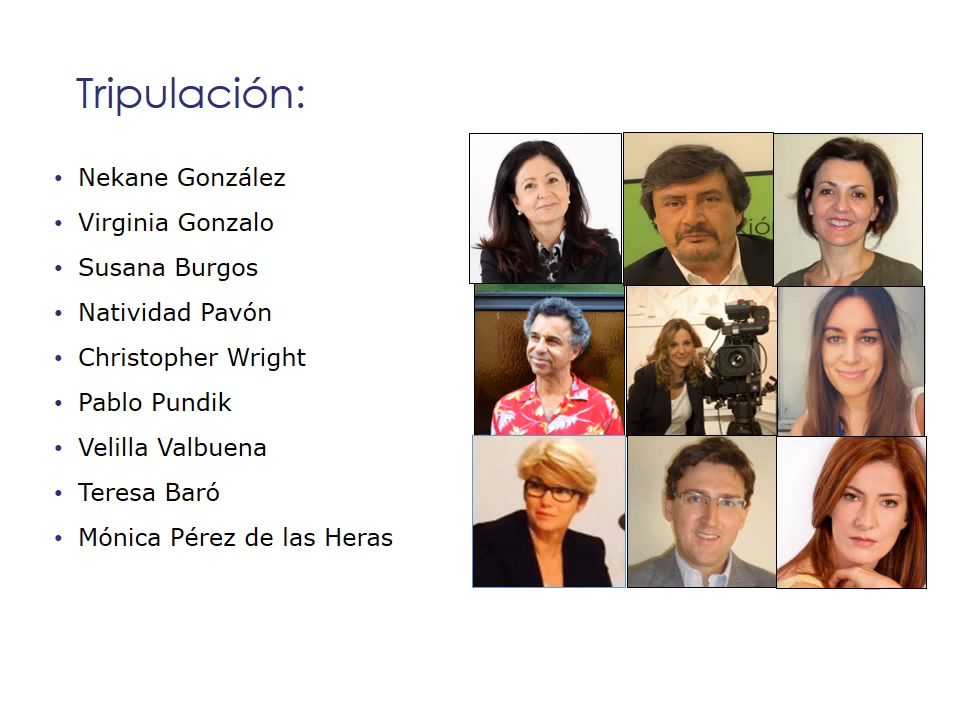 Tripulación:
• Nekane González
• Virginia Gonzalo
• Susana Burgos
• Natividad Pavón
• Christopher Wright
• Pablo Pundik
• Velilla Valbuena
• Teresa Baró
• Mónica Pérez de las Heras